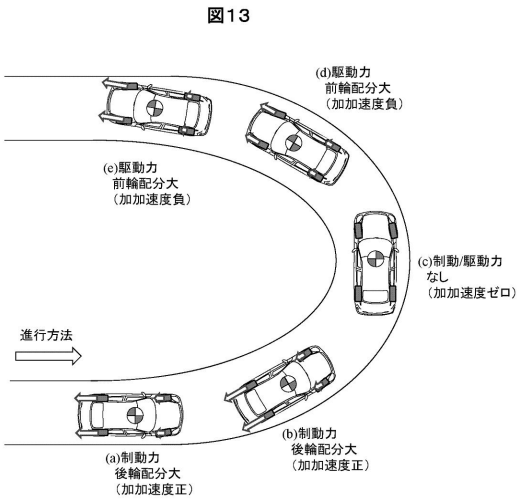 図13
(d)駆動力
前輪配分大
(加加速度負)
(e)駆動力
前輪配分大
(加加速度負)
(c)制動/駆動力
なし
(加加速度ゼロ)
進行方法
(b)制動力
後輪配分大
(加加速度正)
(a)制動力
後輪配分大
(加加速度正)